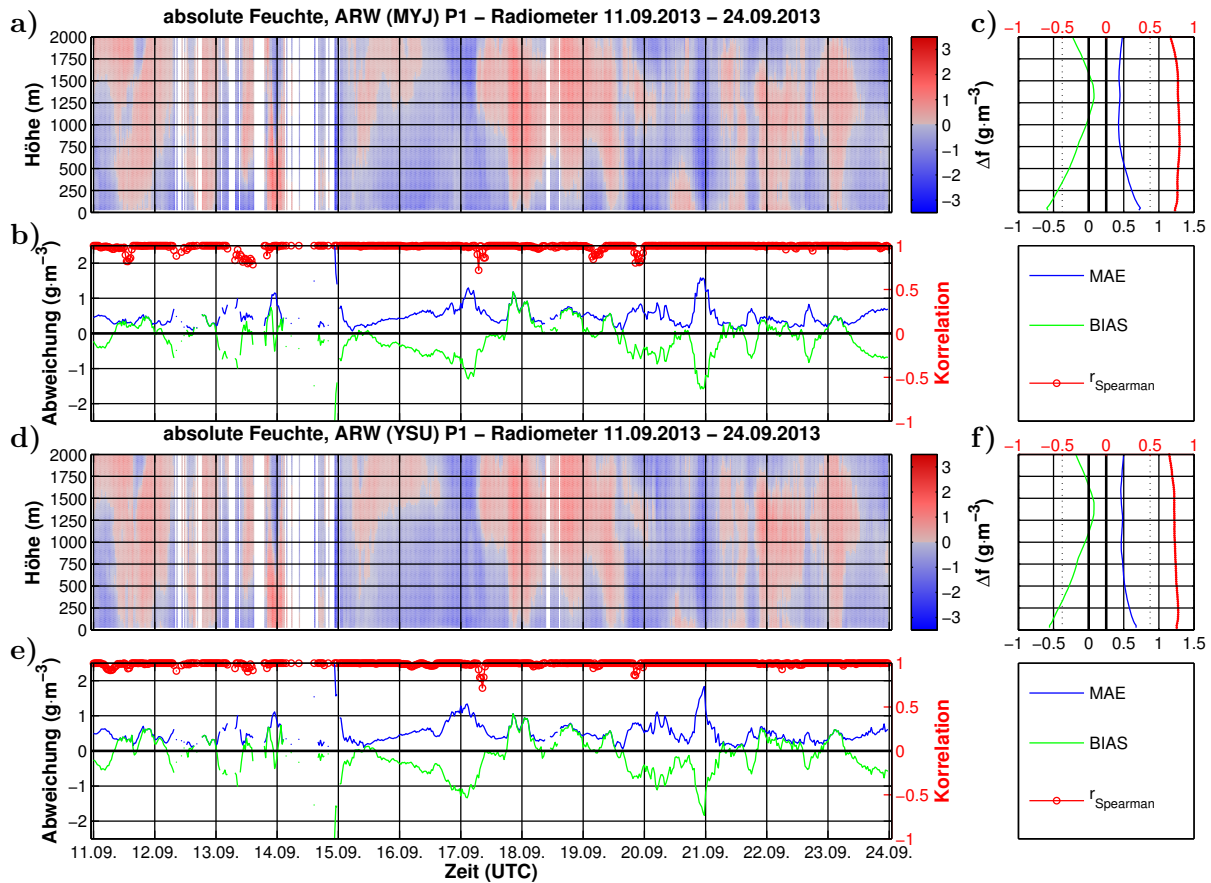 absolute Feuchte, ARW (MYJ) P1 − Radiometer 11.09.2013 − 24.09.2013
a)
Höhe (m)
2000
1750
1500
1250
1000
750
500
250
0
3
2
1
0
−1
−2
−3
Δf (g·m−3)
c)
−1 −0.5 0 0.5 1
−1 −0.5 0 0.5 1 1.5
b)
Abweichung (g·m−3)
2
1
0
−1
−2
1
0.5
0
−0.5
−1
Korrelation
MAE
BIAS
rSpearman
absolute Feuchte, ARW (YSU) P1 − Radiometer 11.09.2013 − 24.09.2013
d)
Höhe (m)
2000
1750
1500
1250
1000
750
500
250
0
3
2
1
0
−1
−2
−3
Δf (g·m−3)
f)
−1 −0.5 0 0.5 1
−1 −0.5 0 0.5 1 1.5
e)
Abweichung (g·m−3)
2
1
0
−1
−2
1
0.5
0
−0.5
−1
Korrelation
11.09. 12.09. 13.09. 14.09. 15.09. 16.09. 17.09. 18.09. 19.09. 20.09. 21.09. 22.09. 23.09. 24.09.
Zeit (UTC)
MAE
BIAS
rSpearman